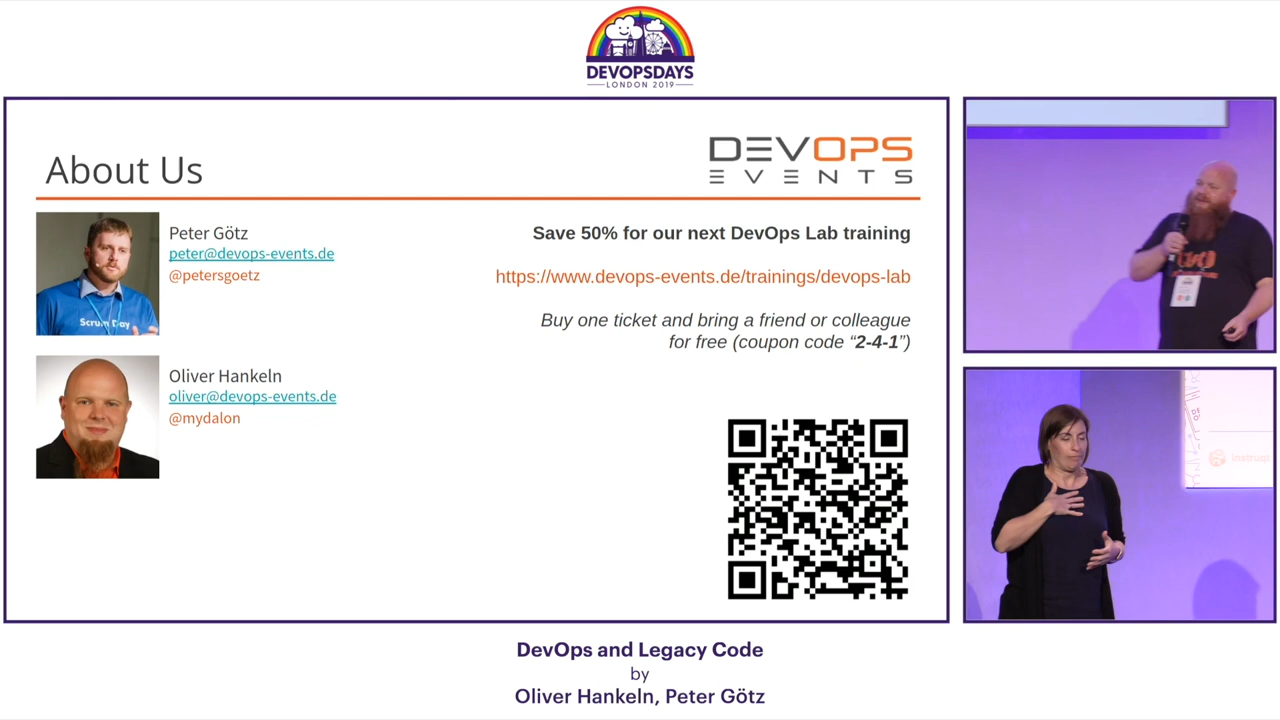 DEVOPSDAYS
LONDON 2019
About Us
DEVOPS
EVENTS
Peter Götz
peter@devops-events.de
@petersgoetz
Save 50% for our next DevOps Lab training
https://www.devops-events.de/trainings/devops-lab
Buy one ticket and bring a friend or colleague
for free (coupon code “2-4-1”)
Scrum Day
Oliver Hankeln
oliver@devops-events.de
@mydalon
instruqt
DevOps and Legacy Code
by
Oliver Hankeln, Peter Götz